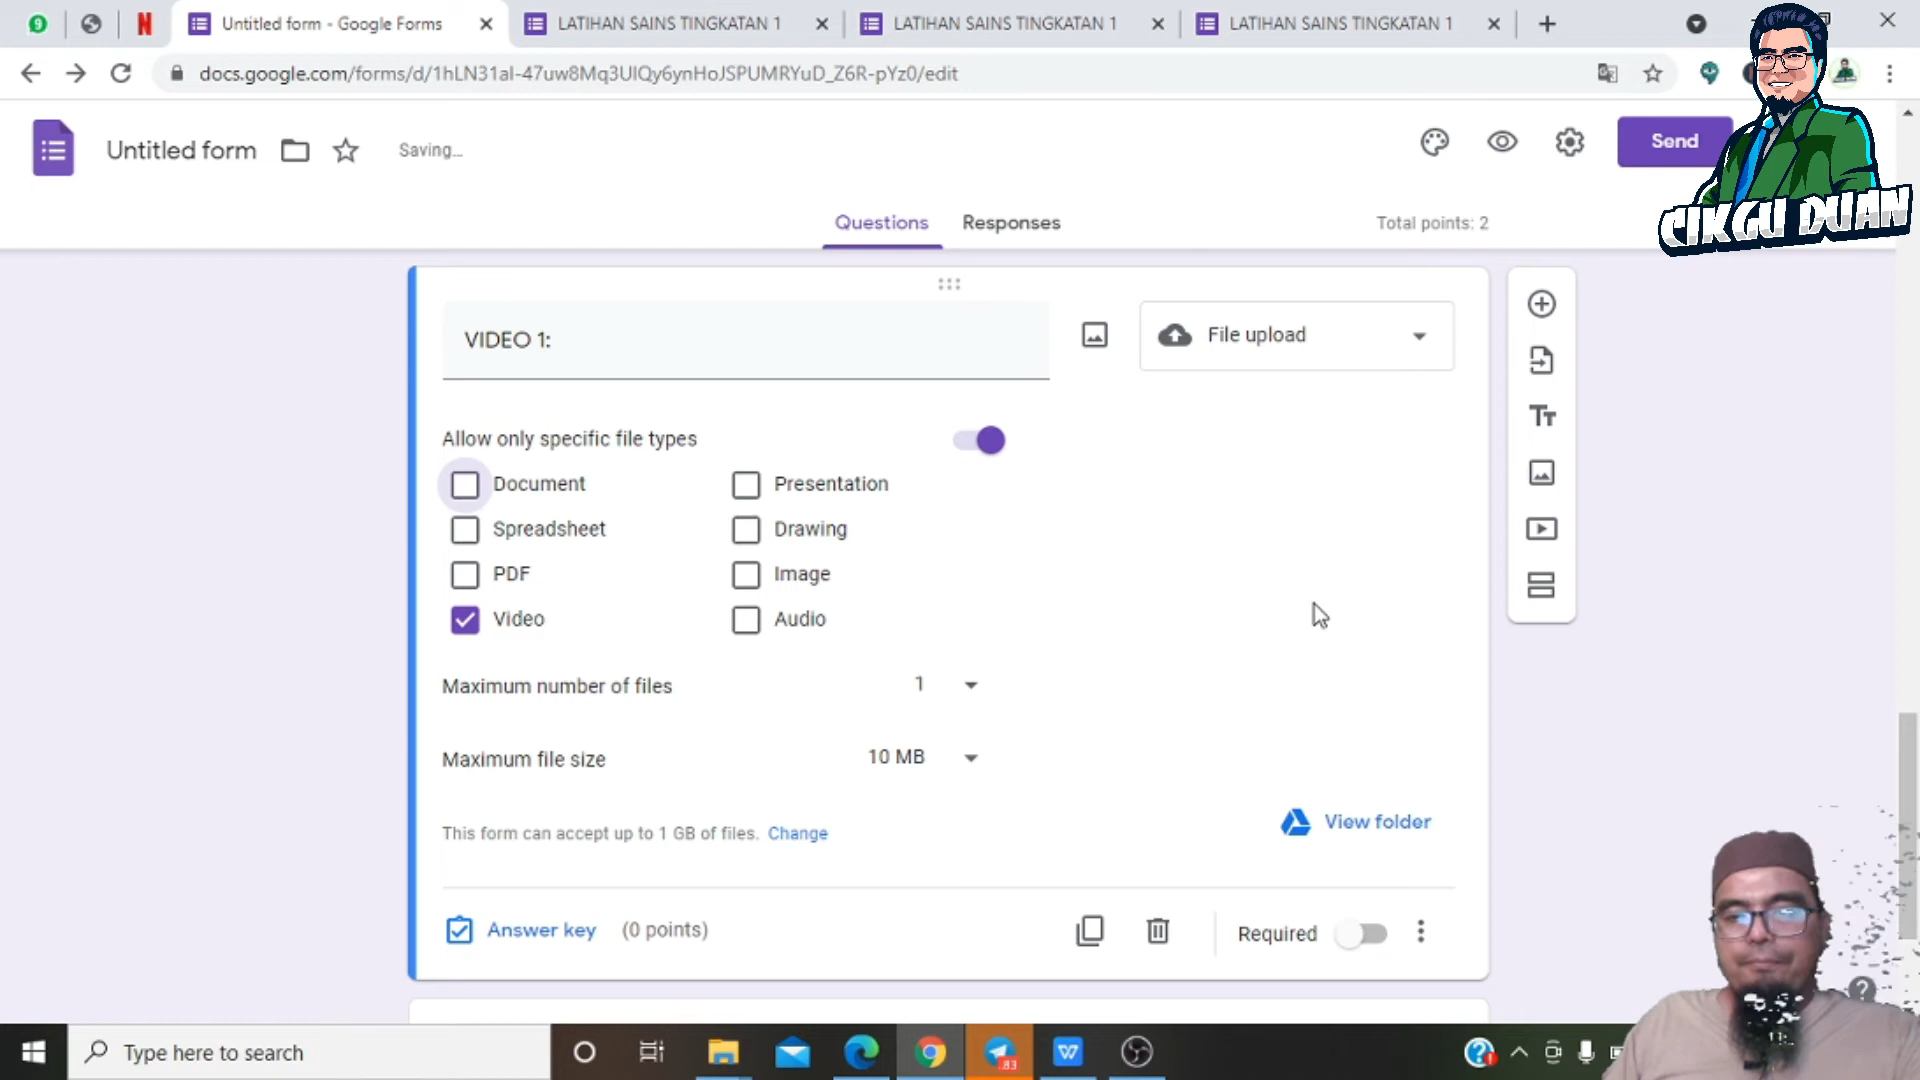 Untitled form - Google Forms
LATIHAN SAINS TINGKATAN 1
LATIHAN SAINS TINGKATAN 1
LATIHAN SAINS TINGKATAN 1
docs.google.com/forms/d/1hLN31al-47uw8Mq3UlQy6ynHoJSPUMRYuD_Z6R-pYz0/edit
Untitled form
Saving...
Send
CIKGU DUAN
Questions
Responses
Total points: 2
VIDEO 1:
File upload
Allow only specific file types
Document
Presentation
Spreadsheet
Drawing
PDF
Image
Video
Audio
Maximum number of files
1
Maximum file size
10 MB
This form can accept up to 1 GB of files. Change
View folder
Answer key
(0 points)
Required
Type here to search
83